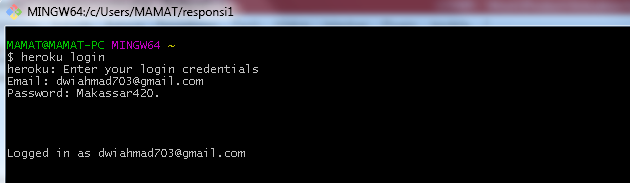 MINGW64:/c/Users/MAMAT/responsi1
MAMAT@MAMAT-PC MINGW64 ~
$ heroku login
heroku: Enter your login credentials
Email: dwiahmad703@gmail.com
Password: Makassar420.
Logged in as dwiahmad703@gmail.com